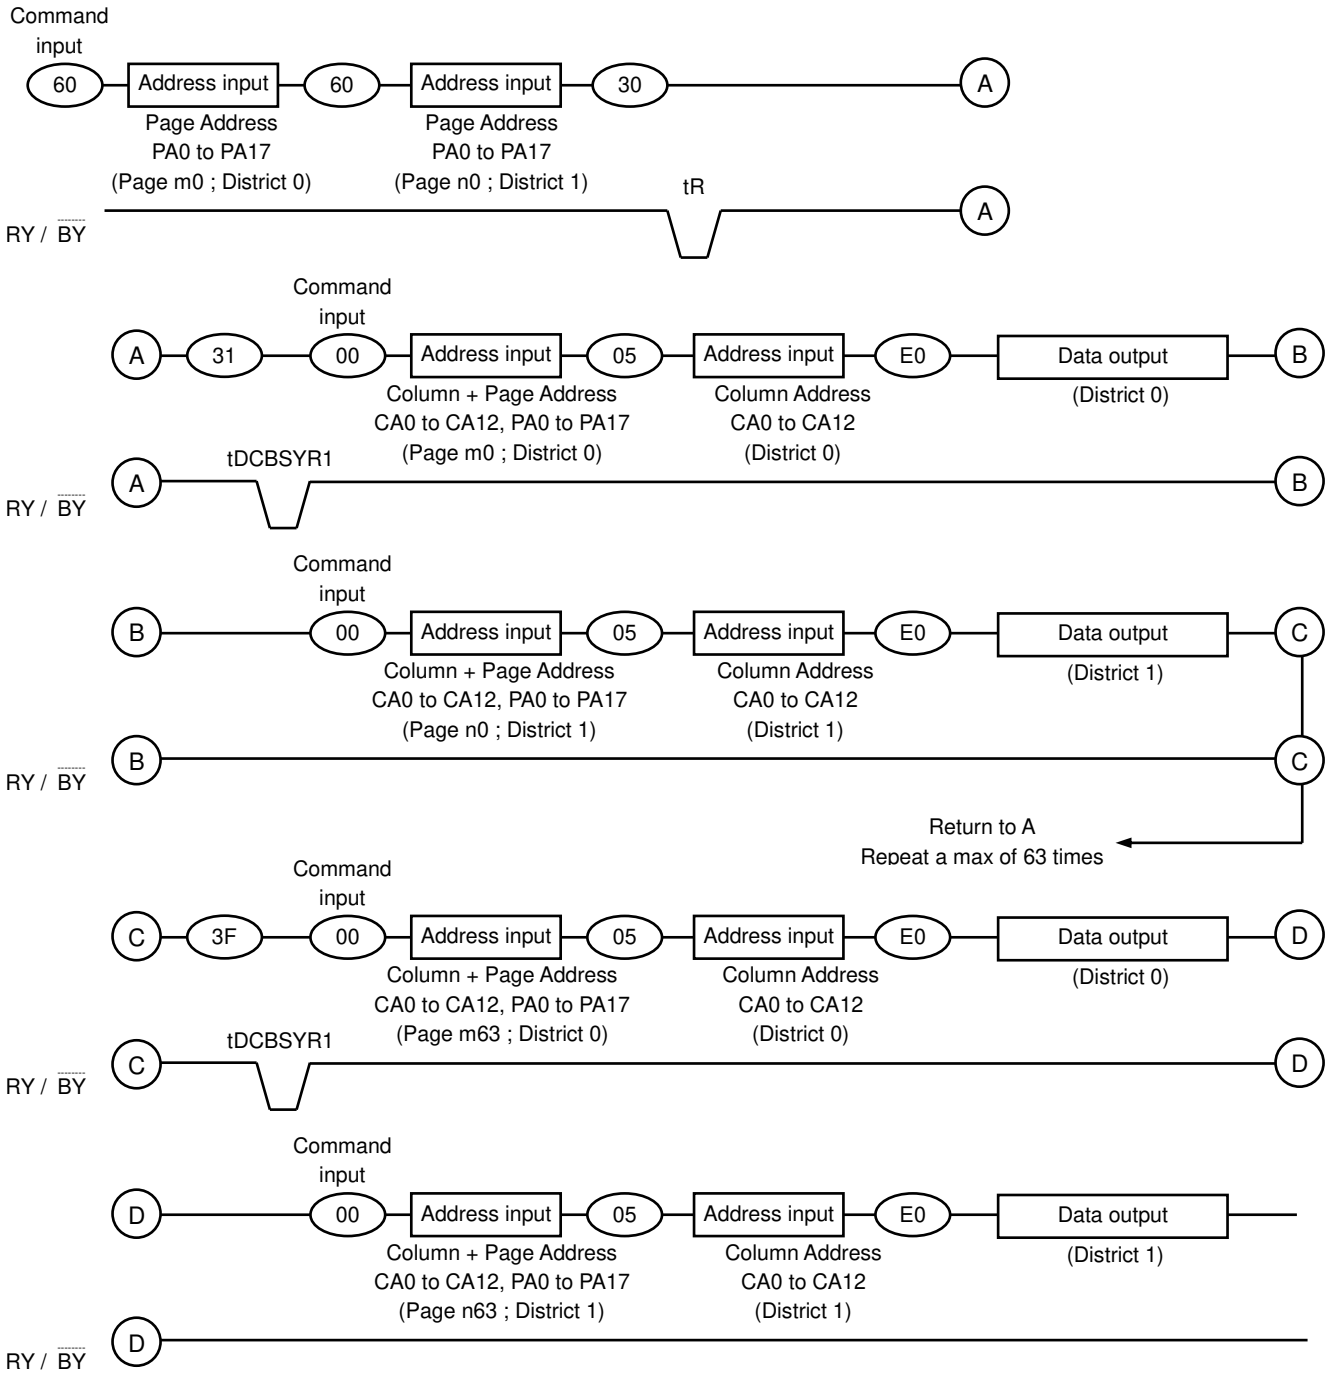 Command
input
60 Address input 60 Address input 30 A
Page Address Page Address
PA0 to PA17 PA0 to PA17
(Page m0 ; District 0) (Page n0 ; District 1)
tR
A
RY / BY
Command
input
A 31 00 Address input 05 Address input E0 Data output B
Column + Page Address Column Address (District 0)
CA0 to CA12, PA0 to PA17 CA0 to CA12
(Page m0 ; District 0) (District 0)
tDCBSYR1
A B
RY / BY
Command
input
B 00 Address input 05 Address input E0 Data output C
Column + Page Address Column Address (District 1)
CA0 to CA12, PA0 to PA17 CA0 to CA12
(Page n0 ; District 1) (District 1)
B C
RY / BY
Return to A
Repeat a max of 63 times
Command
input
C 3F 00 Address input 05 Address input E0 Data output D
Column + Page Address Column Address (District 0)
CA0 to CA12, PA0 to PA17 CA0 to CA12
(Page m63 ; District 0) (District 0)
tDCBSYR1
C D
RY / BY
Command
input
D 00 Address input 05 Address input E0 Data output
Column + Page Address Column Address (District 1)
CA0 to CA12, PA0 to PA17 CA0 to CA12
(Page n63 ; District 1) (District 1)
D
RY / BY